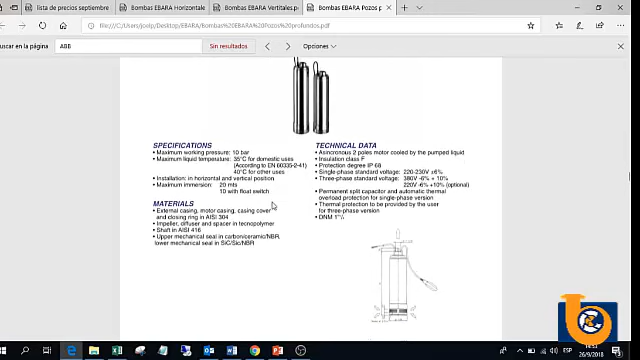 lista de precios septiembre
Bombas EBARA Horizontale
Bombas EBARA Vertitales.p
Bombas EBARA Pozos p
file:///C:/Users/joelp/Desktop/EBARA/Bombas%20EBARA%20Pozos%20profundos.pdf
uscar en la página
ABB
Sin resultados
Opciones
SPECIFICATIONS
• Maximum working pressure: 10 bar
• Maximum liquid temperature: 35°C for domestic uses
(According to EN 60335-2-41)
40°C for other uses
• Installation: in horizontal and vertical position
• Maximum immersion: 20 mts
10 with float switch
MATERIALS
• External casing, motor casing, casing cover
and closing ring in AISI 304
• Impeller, diffuser and spacer in tecnopolymer
• Shaft in AISI 416
• Upper mechanical seal in carbon/ceramic/NBR
lower mechanical seal in SiC/Sic/NBR
TECHNICAL DATA
• Asincronous 2 poles motor cooled by the pumped liquid
• Insulation class F
• Protection degree IP 68
• Single-phase standard voltage: 220-230V ±6%.
• Three-phase standard voltage: 380V -6% + 10%
220V -6% +10% (optional)
• Permanent split capacitor and automatic thermal
overload protection for single-phase version
• Thermal protection to be provided by the user
for three-phase version
• DNM 1"
ESP
26/9/2018